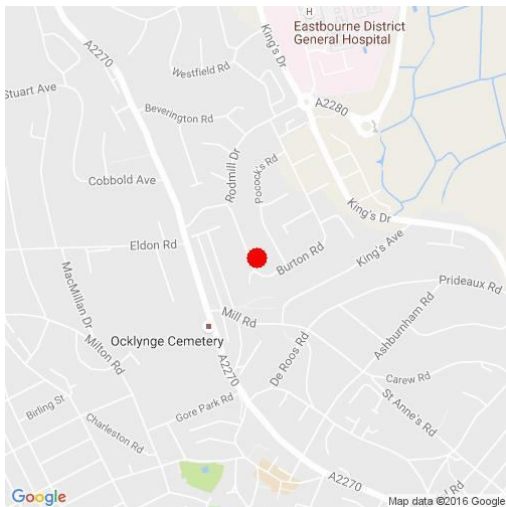 A2270
King's Dr
H
Eastbourne District
General Hospital
Westfield Rd
Stuart Ave
A2280
Beverington Rd
Rodmill Dr
Pocock's Rd
Cobbold Ave
King's Dr
Eldon Rd
King's Ave
Burton Rd
MacMillan Dr
Prideaux Rd
Mill Rd
Ocklynge Cemetery
Ashburnham Rd
Milton Rd
De Roos Rd
A2270
Carew Rd
Birling St
Gore Park Rd
St Anne's Rd
Charleston Rd
A2270
Rd
Google
Map data ©2016 Google